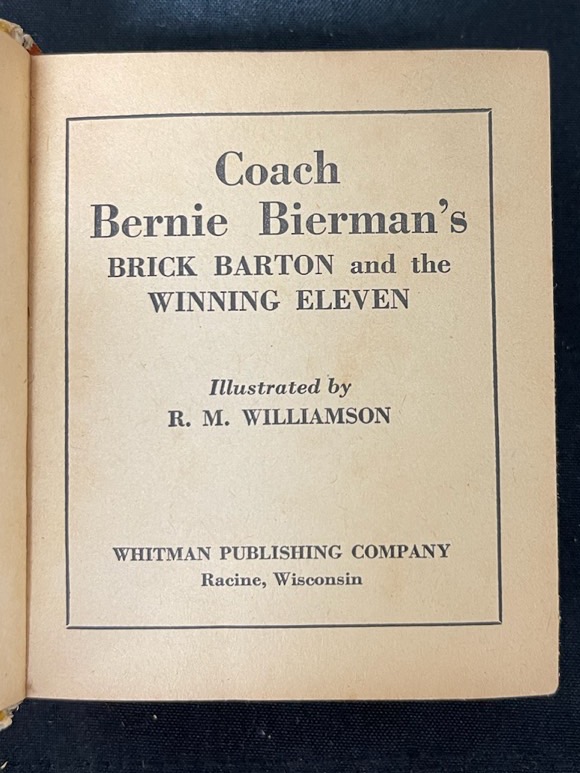 Coach
Bernie Bierman's
BRICK BARTON and the
WINNING ELEVEN
Illustrated by
R. M. WILLIAMSON
WHITMAN PUBLISHING COMPANY
Racine, Wisconsin